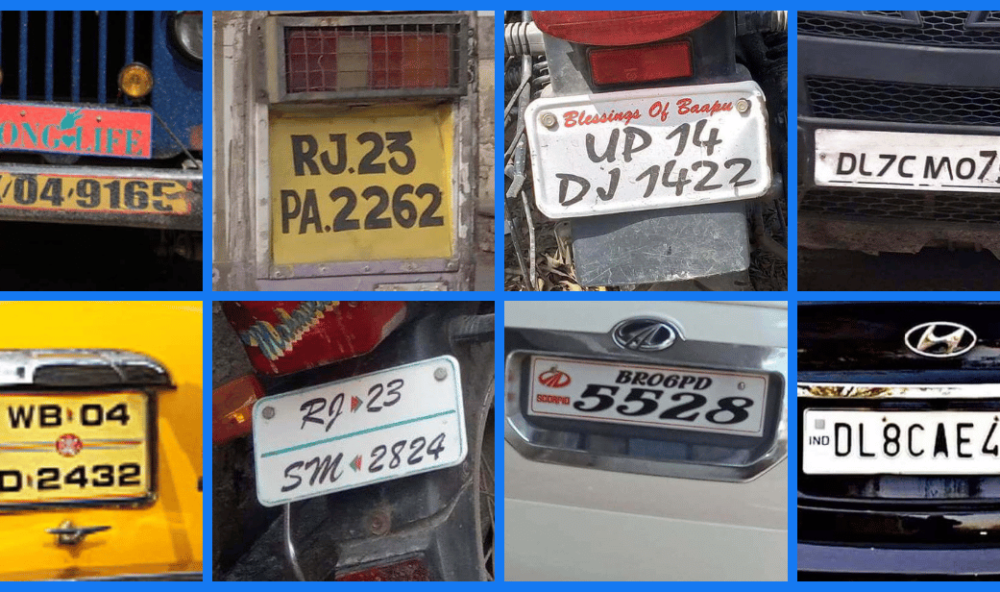 LIFE
04·9165
RJ.23
PA.2262
Blessings Of Baapu
UP 14
DJ 1422
DL7C MO7
WB 04
D 2432
RJ 23
SM 2824
BR06PD
SCORPIO
5528
IND
DL8CAE4